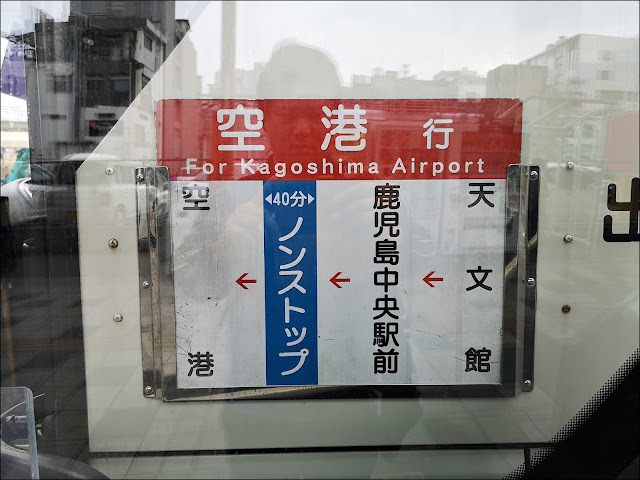 空港行
For Kagoshima Airport
天文館
鹿児島中央駅前
◀40分▶
ノンストップ
空港
出